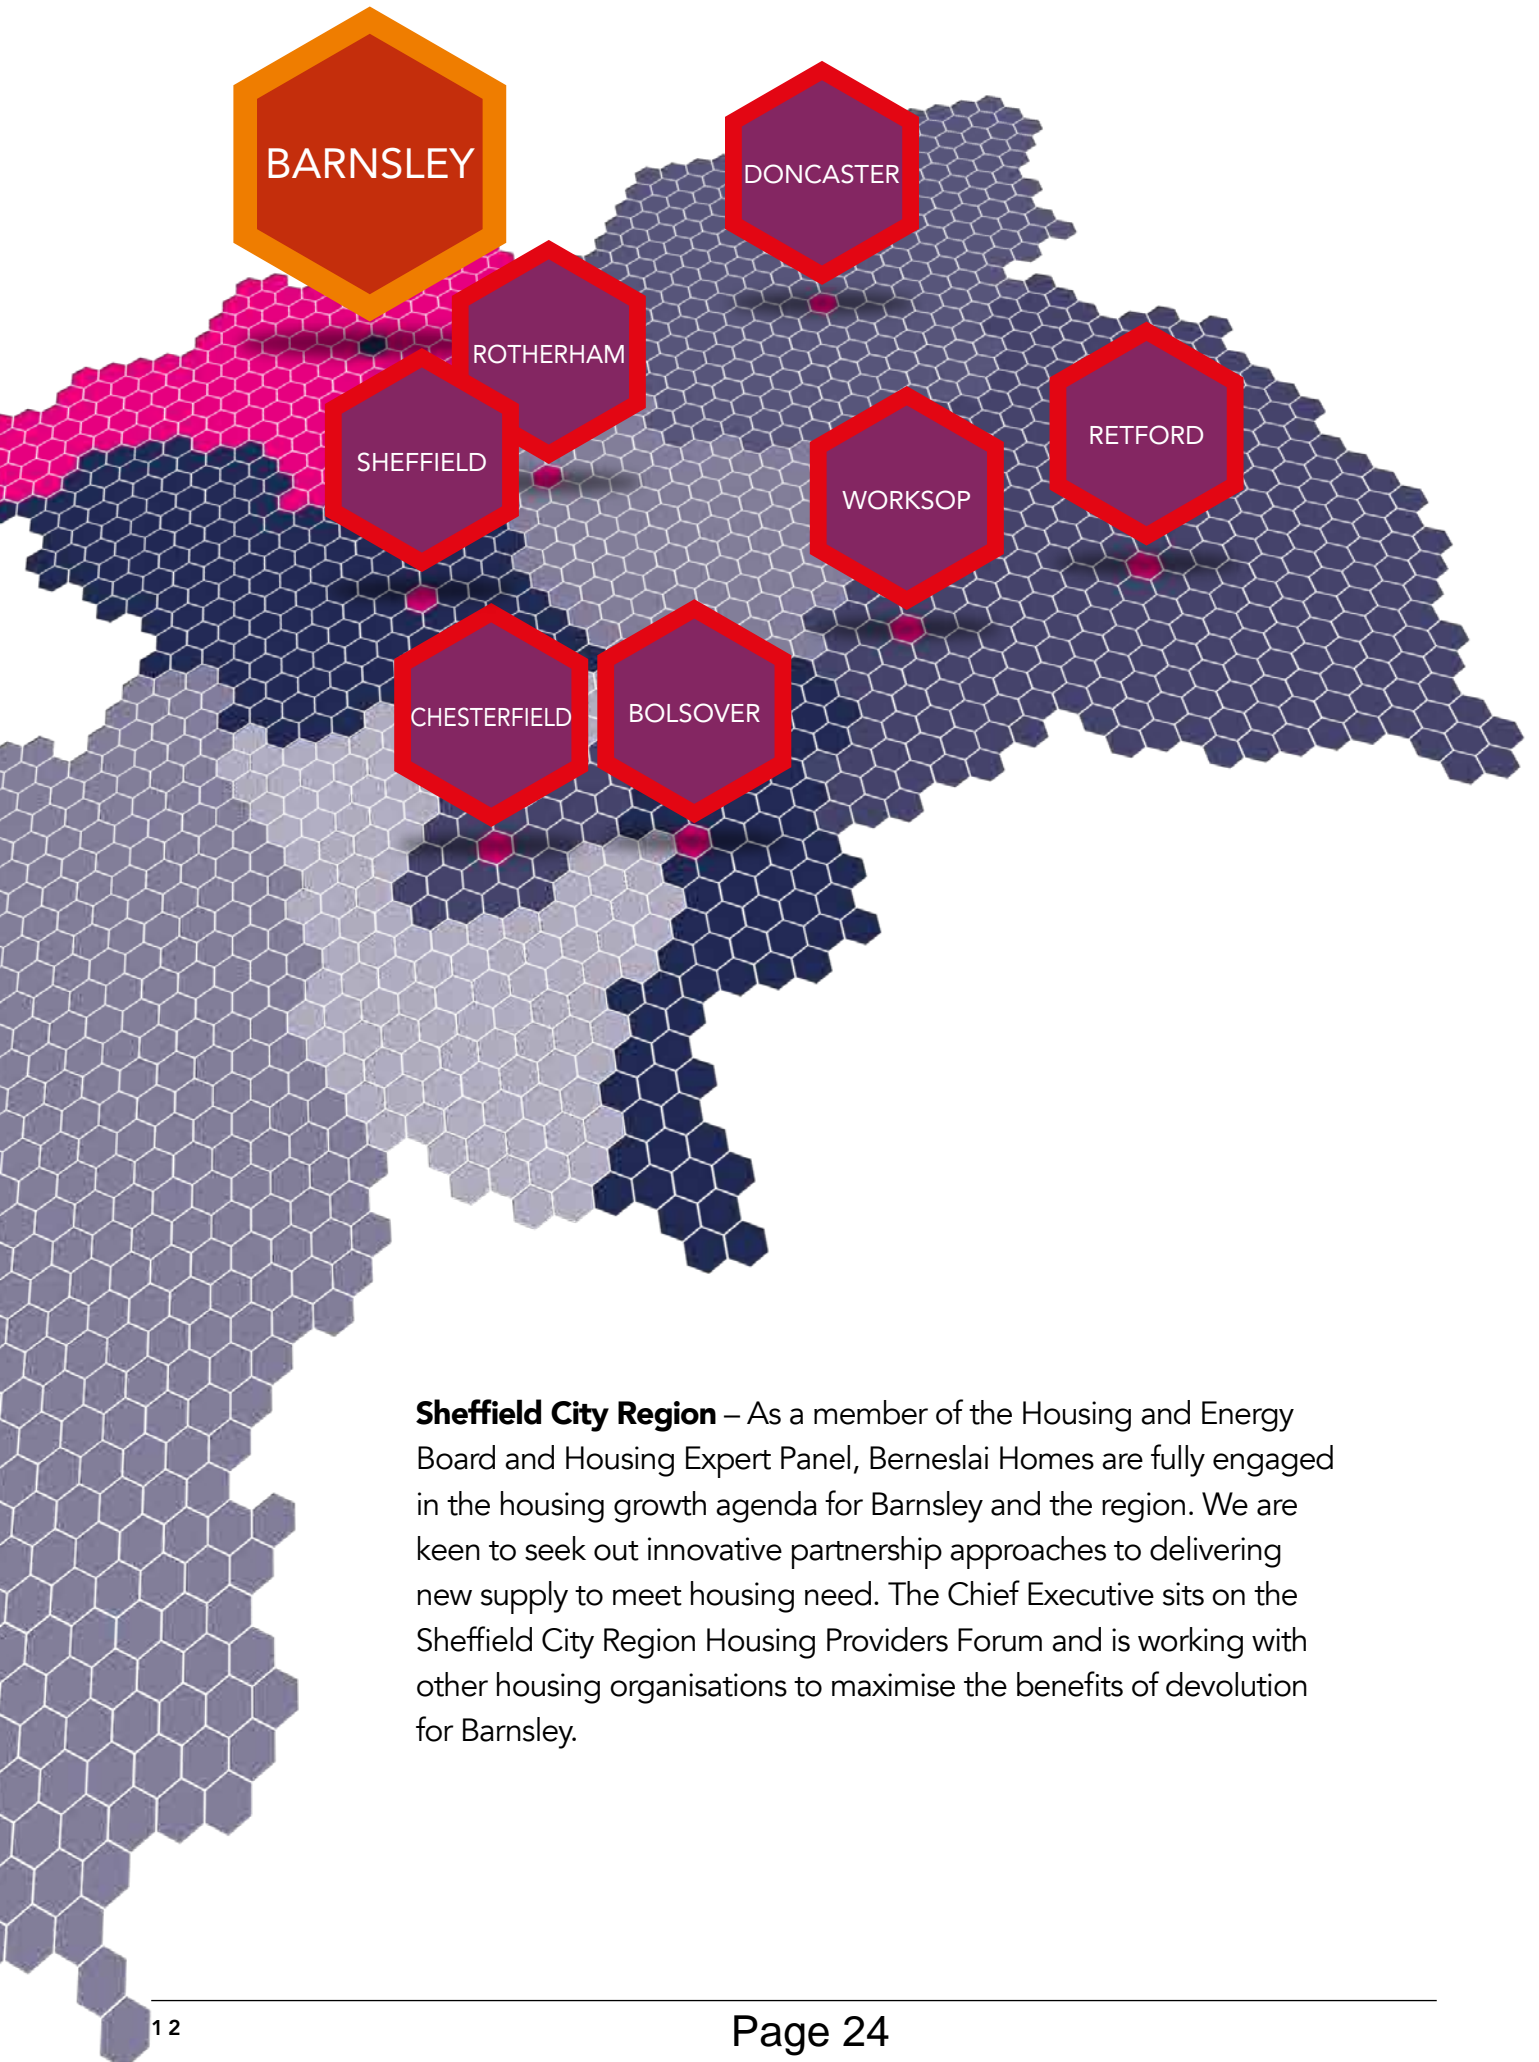 BARNSLEY
DONCASTER
ROTHERHAM
RETFORD
SHEFFIELD
WORKSOP
CHESTERFIELD
BOLSOVER
Sheffield City Region – As a member of the Housing and Energy
Board and Housing Expert Panel, Berneslai Homes are fully engaged
in the housing growth agenda for Barnsley and the region. We are
keen to seek out innovative partnership approaches to delivering
new supply to meet housing need. The Chief Executive sits on the
Sheffield City Region Housing Providers Forum and is working with
other housing organisations to maximise the benefits of devolution
for Barnsley.
12
Page 24